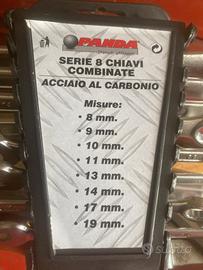 PANDA
SERIE 8 CHIAVI
COMBINATE
ACCIAIO AL CARBONIO
Misure:
• 8 mm.
• 9 mm.
• 10 mm.
• 11 mm.
• 13 mm.
• 14 mm.
• 17 mm.
• 19 mm.
subito